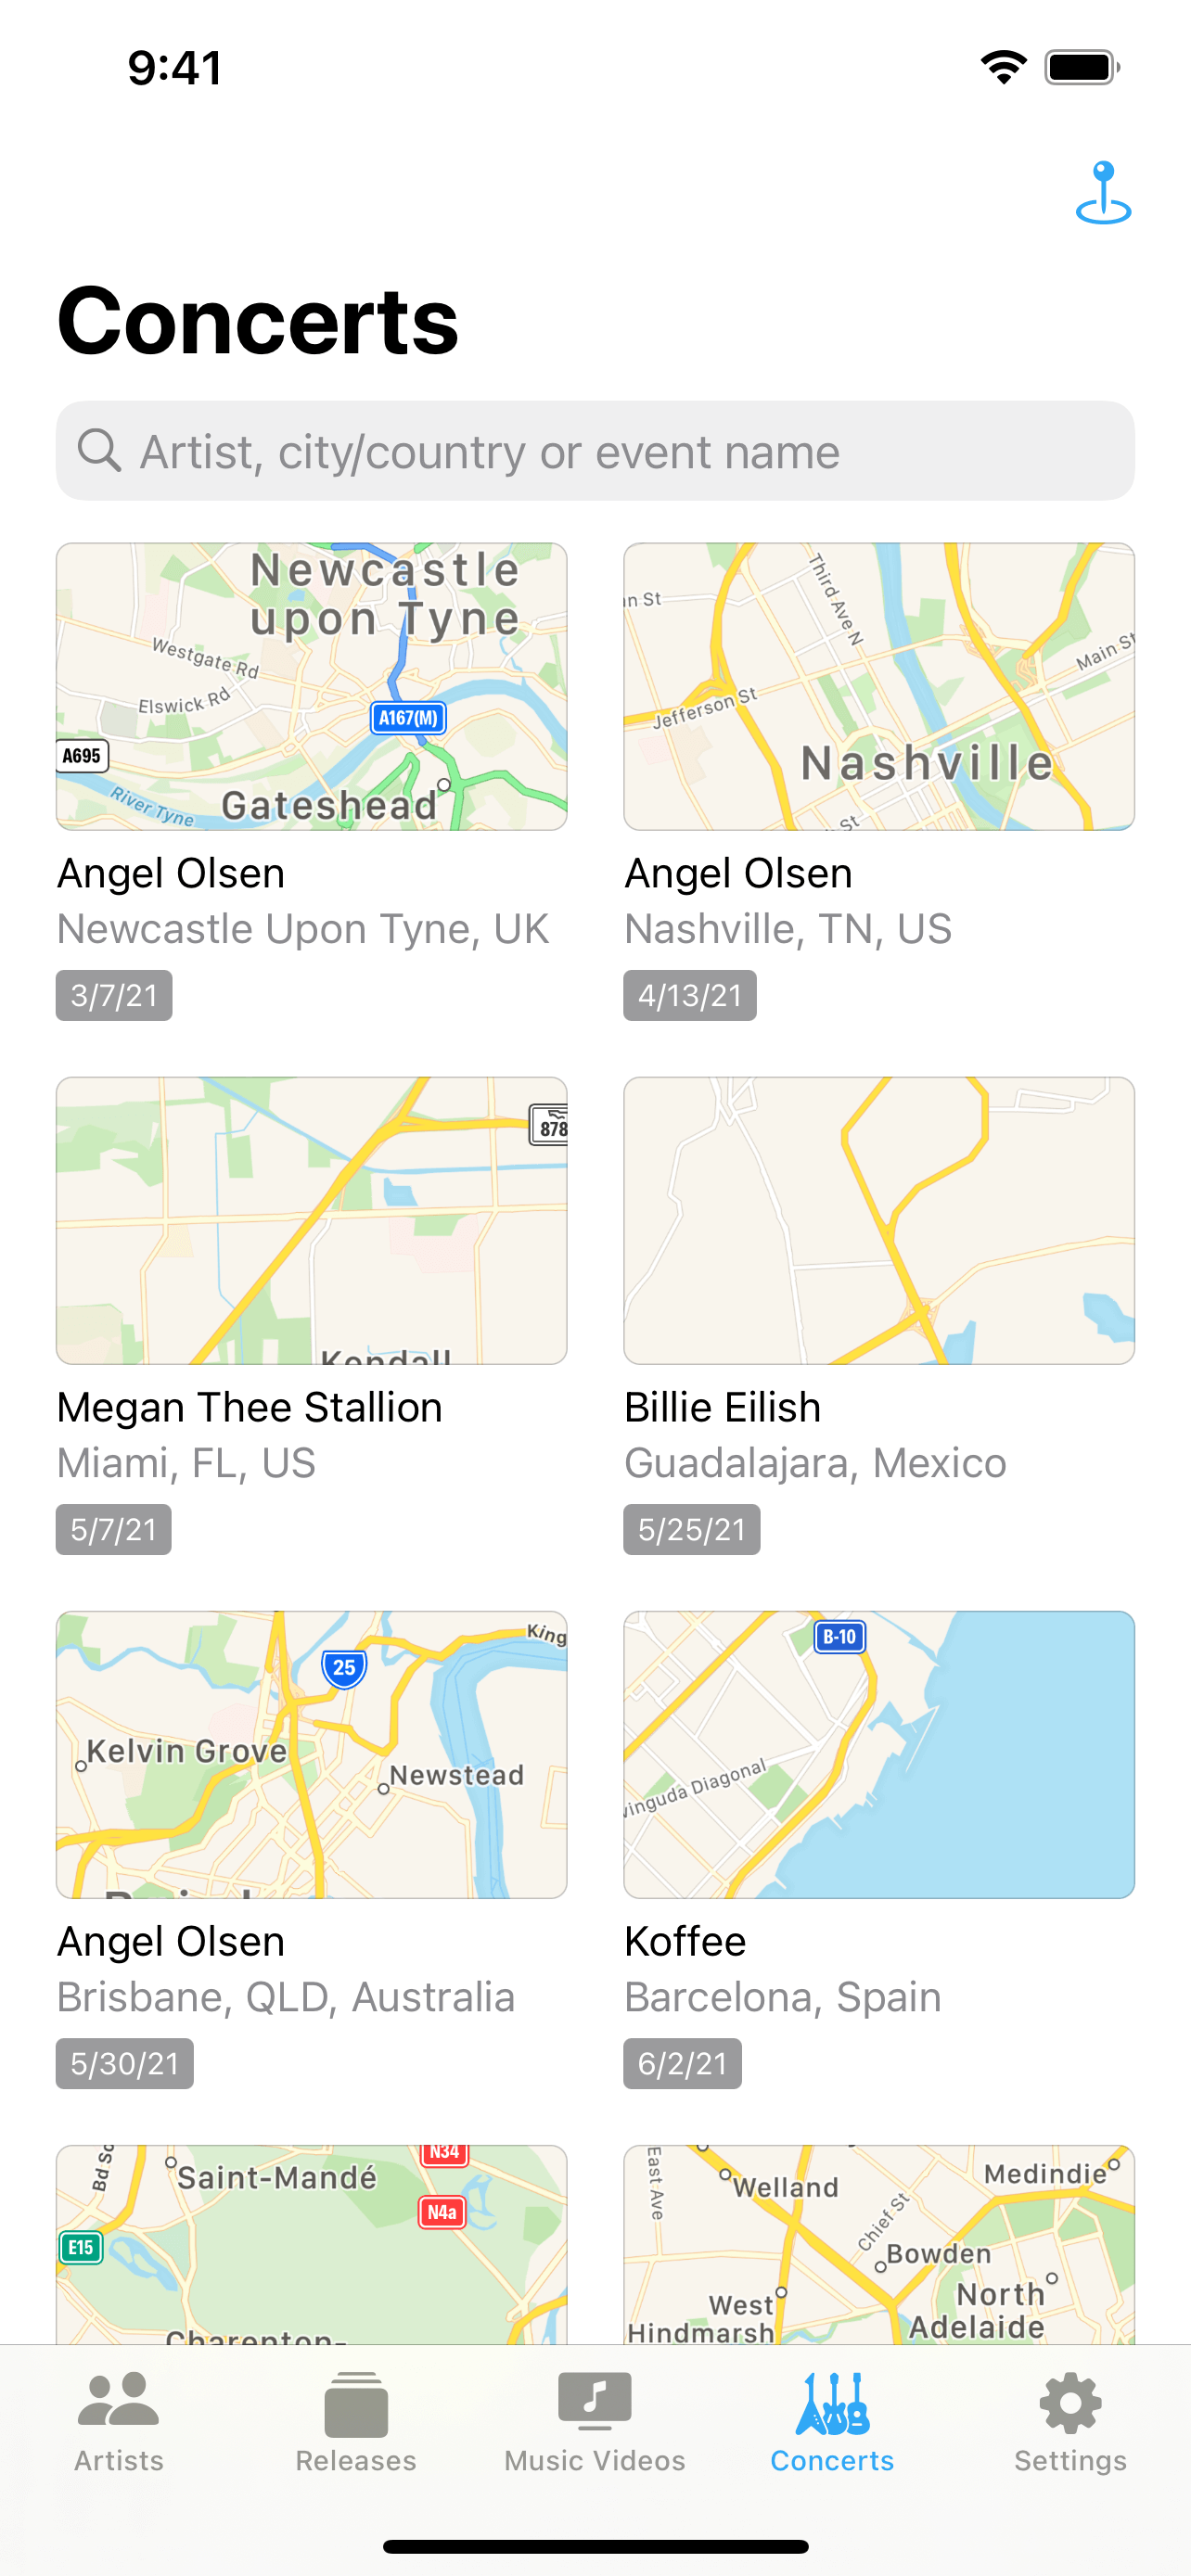 9:41
Concerts
Artist, city/country or event name
Newcastle
upon Tyne
Westgate Rd
Elswick Rd
A167(M)
A695
River Tyne
Gateshead
Third Ave N
Main St
Jefferson St
Nashville
St
Angel Olsen
Newcastle Upon Tyne, UK
3/7/21
Angel Olsen
Nashville, TN, US
4/13/21
878
Kendall
Megan Thee Stallion
Miami, FL, US
5/7/21
Billie Eilish
Guadalajara, Mexico
5/25/21
25
King
Kelvin Grove
Newstead
B-10
Diagonal
Angel Olsen
Brisbane, QLD, Australia
5/30/21
Koffee
Barcelona, Spain
6/2/21
Saint-Mandé
N34
N4a
E15
Charenton-
East Ave
Welland
Medindie
Chief St
Bowden
West
Hindmarsh
North
Adelaide
Artists
Releases
Music Videos
Concerts
Settings